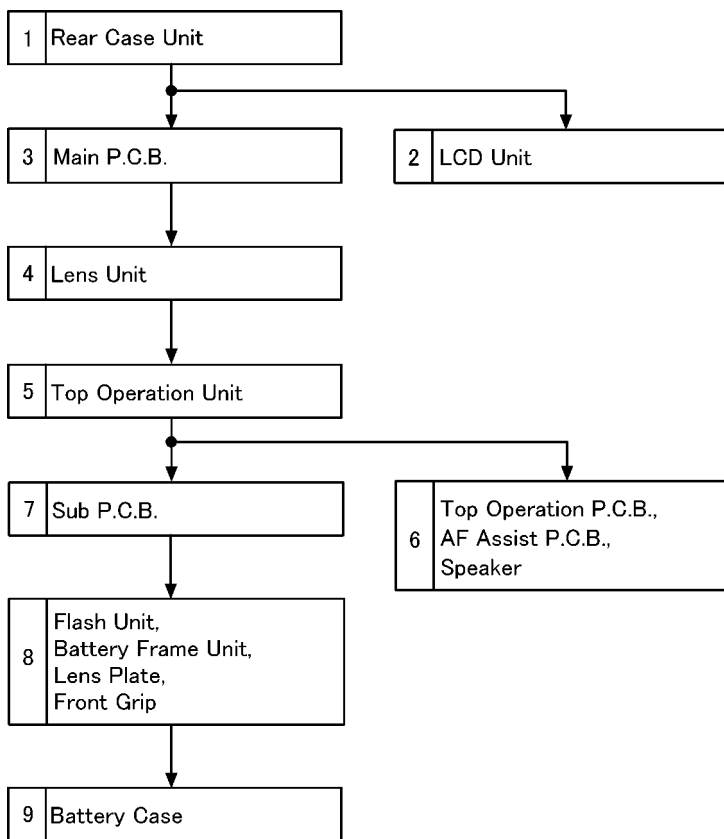 1 Rear Case Unit
3 Main P.C.B.
2 LCD Unit
4 Lens Unit
5 Top Operation Unit
7 Sub P.C.B.
6
Top Operation P.C.B.,
AF Assist P.C.B.,
Speaker
8
Flash Unit,
Battery Frame Unit,
Lens Plate,
Front Grip
9 Battery Case